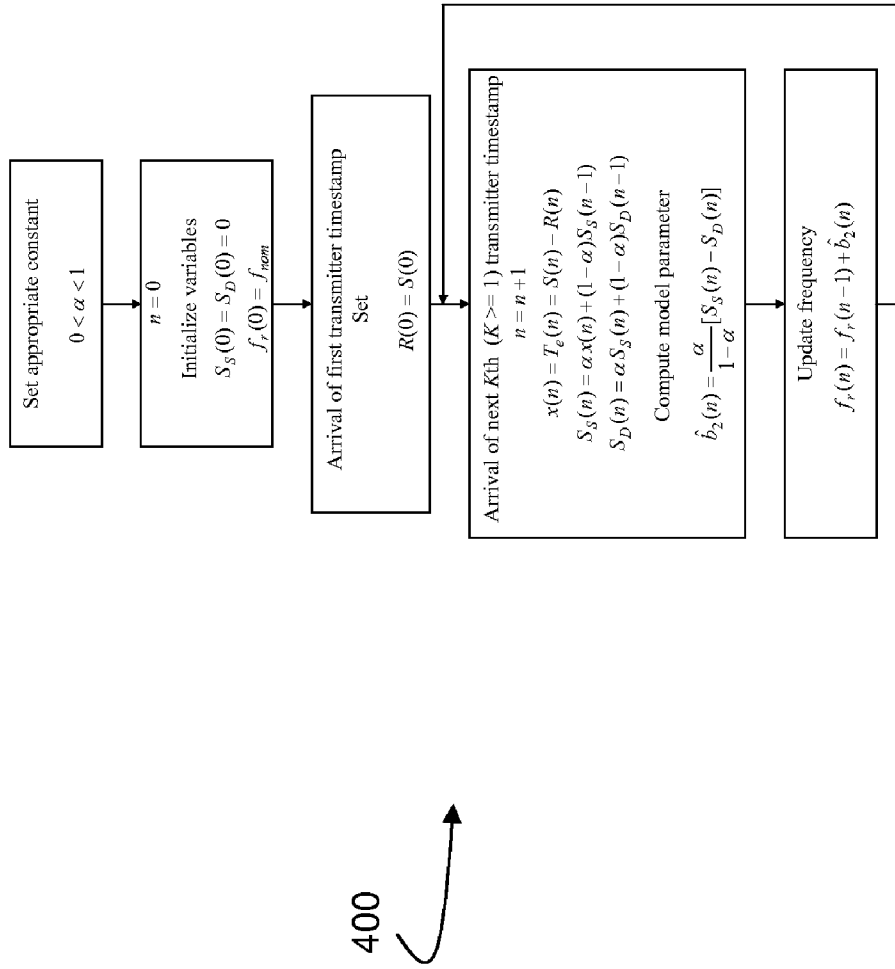 Set appropriate constant
0 < α < 1
n = 0
Initialize variables
S_S(0) = S_D(0) = 0
f_r(0) = f_nom
Arrival of first transmitter timestamp
Set
R(0) = S(0)
Arrival of next Kth (K >= 1) transmitter timestamp
n = n + 1
x(n) = T_e(n) = S(n) − R(n)
S_S(n) = αx(n) + (1−α)S_S(n−1)
S_D(n) = αS_S(n) + (1−α)S_D(n−1)
Compute model parameter
b̂_2(n) = α/(1−α) [S_S(n) − S_D(n)]
Update frequency
f_r(n) = f_r(n−1) + b̂_2(n)
400